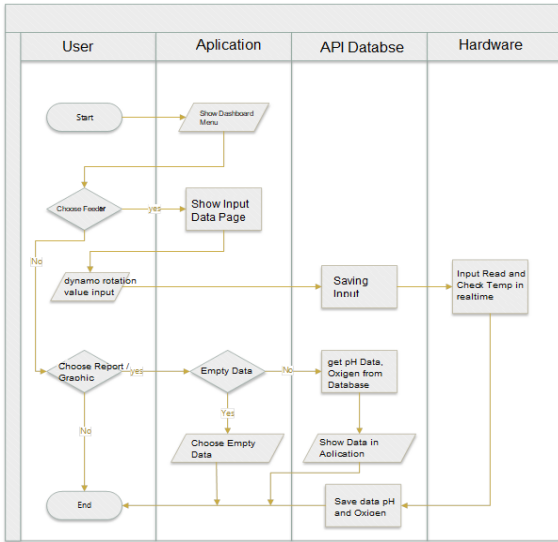 User
Aplication
API Databse
Hardware
Start
Show Dashboard
Menu
Choose Feeder
yes
Show Input
Data Page
No
dynamo rotation
value input
Saving
Input
Input Read and
Check Temp in
realtime
Choose Report /
Graphic
yes
Empty Data
No
get pH Data,
Oxigen from
Database
No
Yes
Choose Empty
Data
Show Data in
Aplication
End
Save data pH
and Oxigen